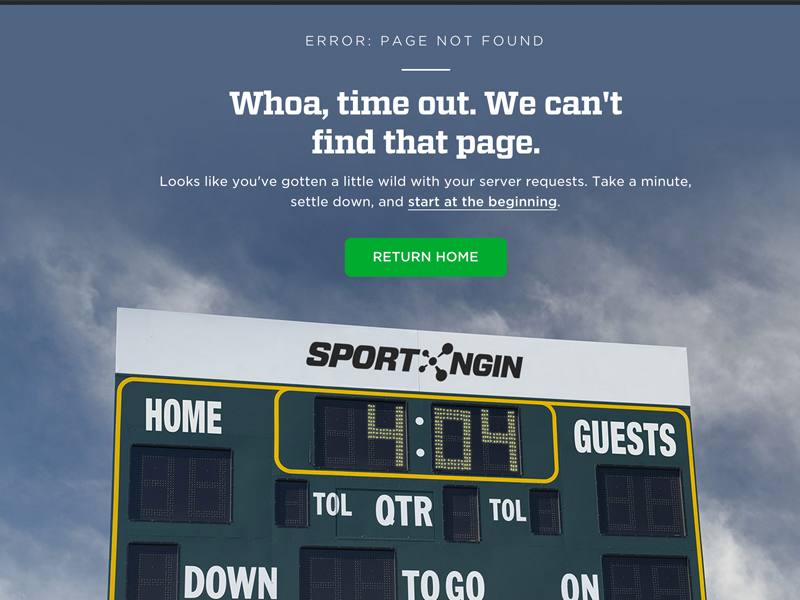 ERROR: PAGE NOT FOUND
Whoa, time out. We can't
find that page.
Looks like you've gotten a little wild with your server requests. Take a minute,
settle down, and start at the beginning.
RETURN HOME
SPORT NGIN
HOME 4:04 GUESTS
TOL QTR TOL
DOWN TO GO ON